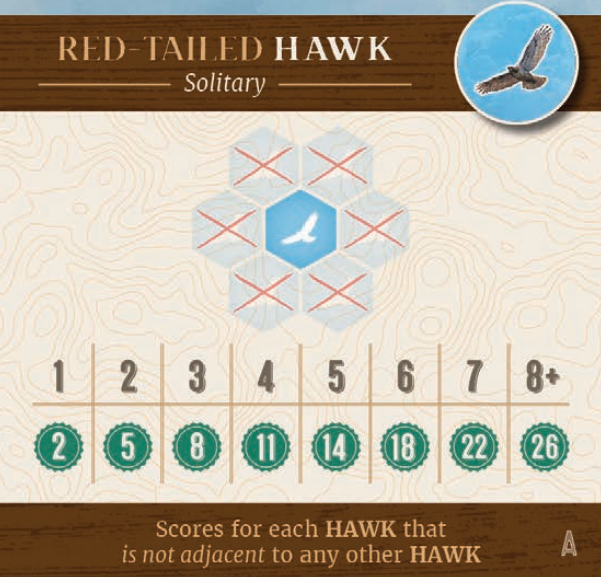 RED-TAILED HAWK
Solitary
1 2 3 4 5 6 7 8+
2 5 8 11 14 18 22 26
Scores for each HAWK that
is not adjacent to any other HAWK
A